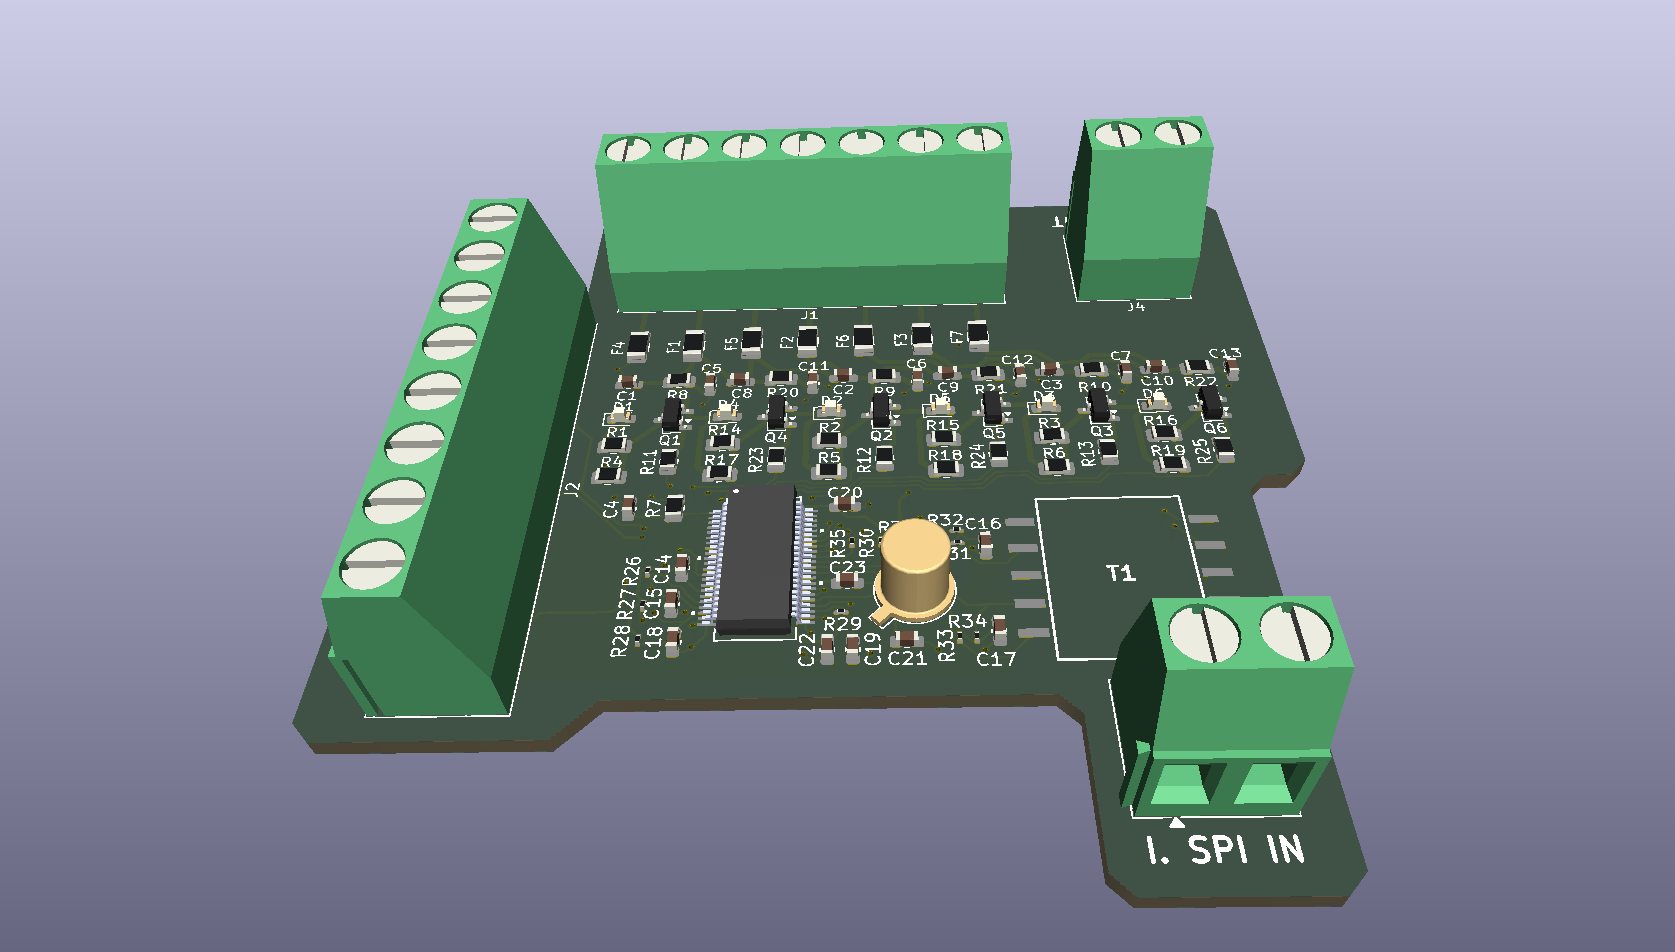 J1
J4
F4 F1 F5 F2 F6 F3 F7
C1 R8 C5 C8 R20 C11 C2 R9 C6 C9 R21 C12 C3 R10 C7 C10 R22 C13
R1 Q1 R14 Q4 R2 Q2 R15 Q5 R3 Q3 R16 Q6
R4 R11 R17 R23 R5 R12 R18 R24 R6 R13 R19 R25
J2
C4 R7 C20
R35 R30 R32 C16
R26 C14 C23 T1
R27 C15
R28 C18 R29 R34
C22 C19 C21 R33 C17
I. SPI IN